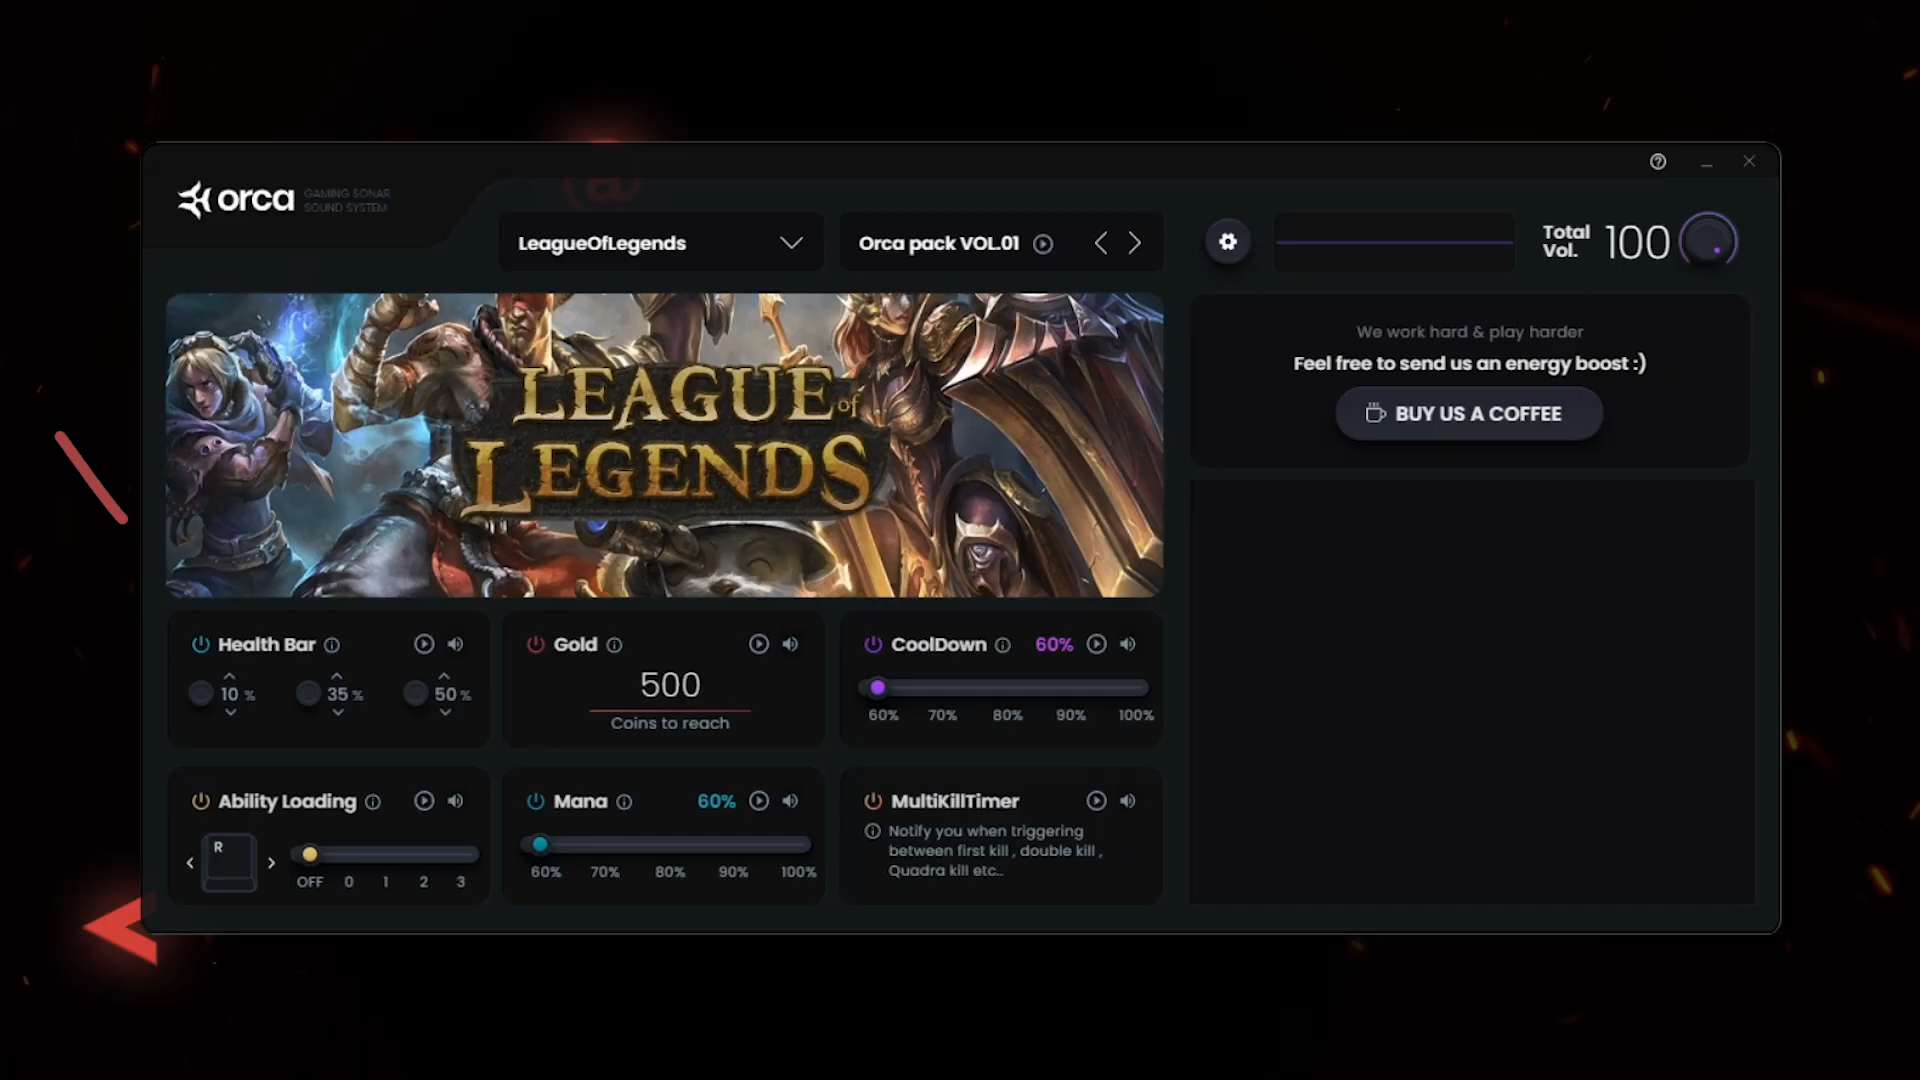 orca GAMING SONAR
SOUND SYSTEM
LeagueOfLegends
Orca pack VOL.01
Total
Vol.
100
LEAGUE of
LEGENDS
We work hard & play harder
Feel free to send us an energy boost :)
BUY US A COFFEE
Health Bar
10 %
35 %
50 %
Gold
500
Coins to reach
CoolDown
60%
60% 70% 80% 90% 100%
Ability Loading
R
OFF 0 1 2 3
Mana
60%
60% 70% 80% 90% 100%
MultiKillTimer
Notify you when triggering
between first kill , double kill ,
Quadra kill etc..